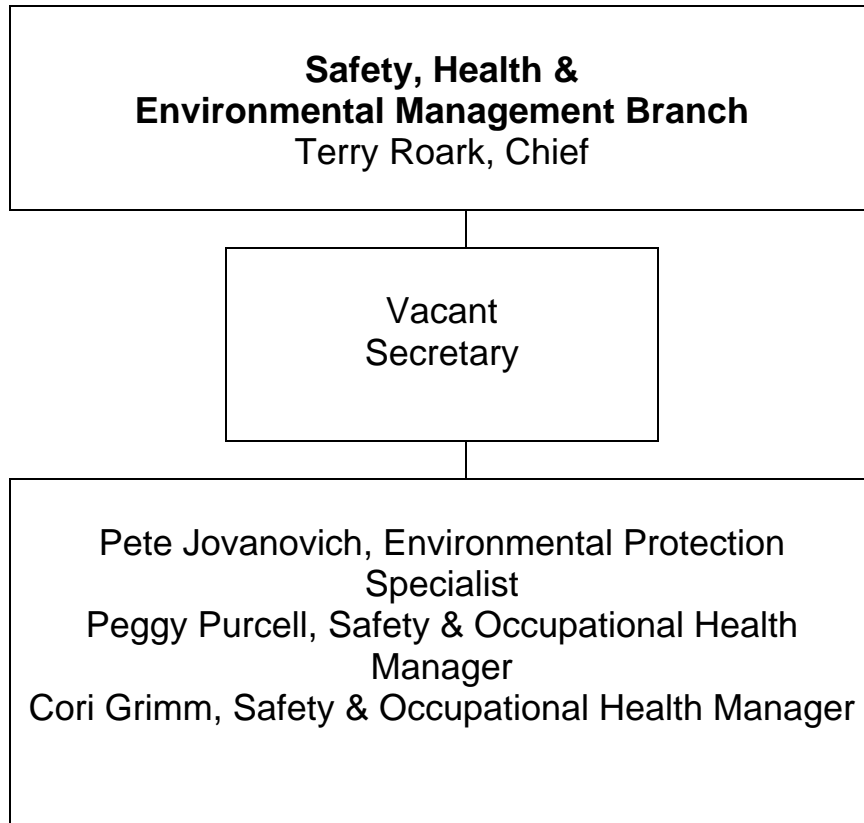 Safety, Health &
Environmental Management Branch
Terry Roark, Chief
Vacant
Secretary
Pete Jovanovich, Environmental Protection
Specialist
Peggy Purcell, Safety & Occupational Health
Manager
Cori Grimm, Safety & Occupational Health Manager